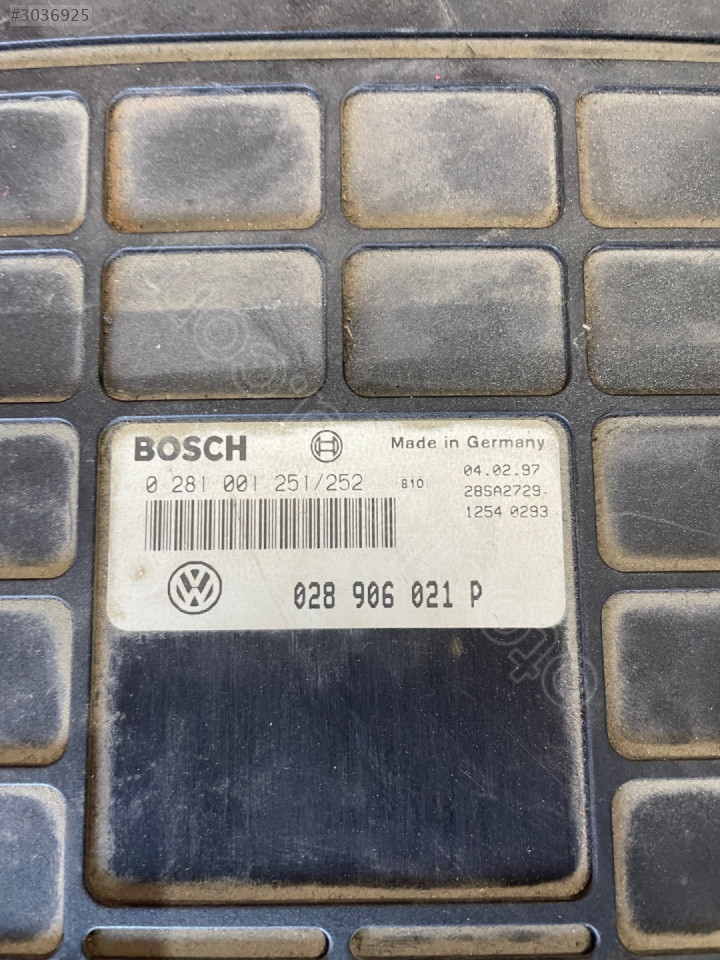 #3036925
BOSCH Made in Germany
0 281 001 251/252 B10 04.02.97
28SA2729
1254 0293
028 906 021 P